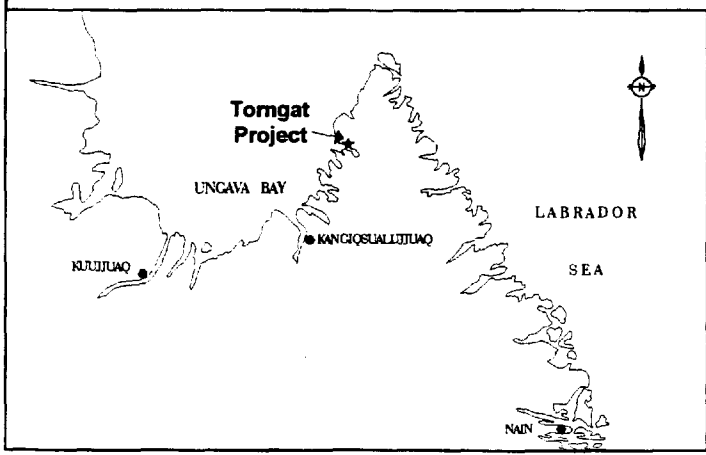 Torngat
Project
N
UNGAVA BAY
LABRADOR
SEA
KANGIQSUALUJJUAQ
KUUJJUAQ
NAIN